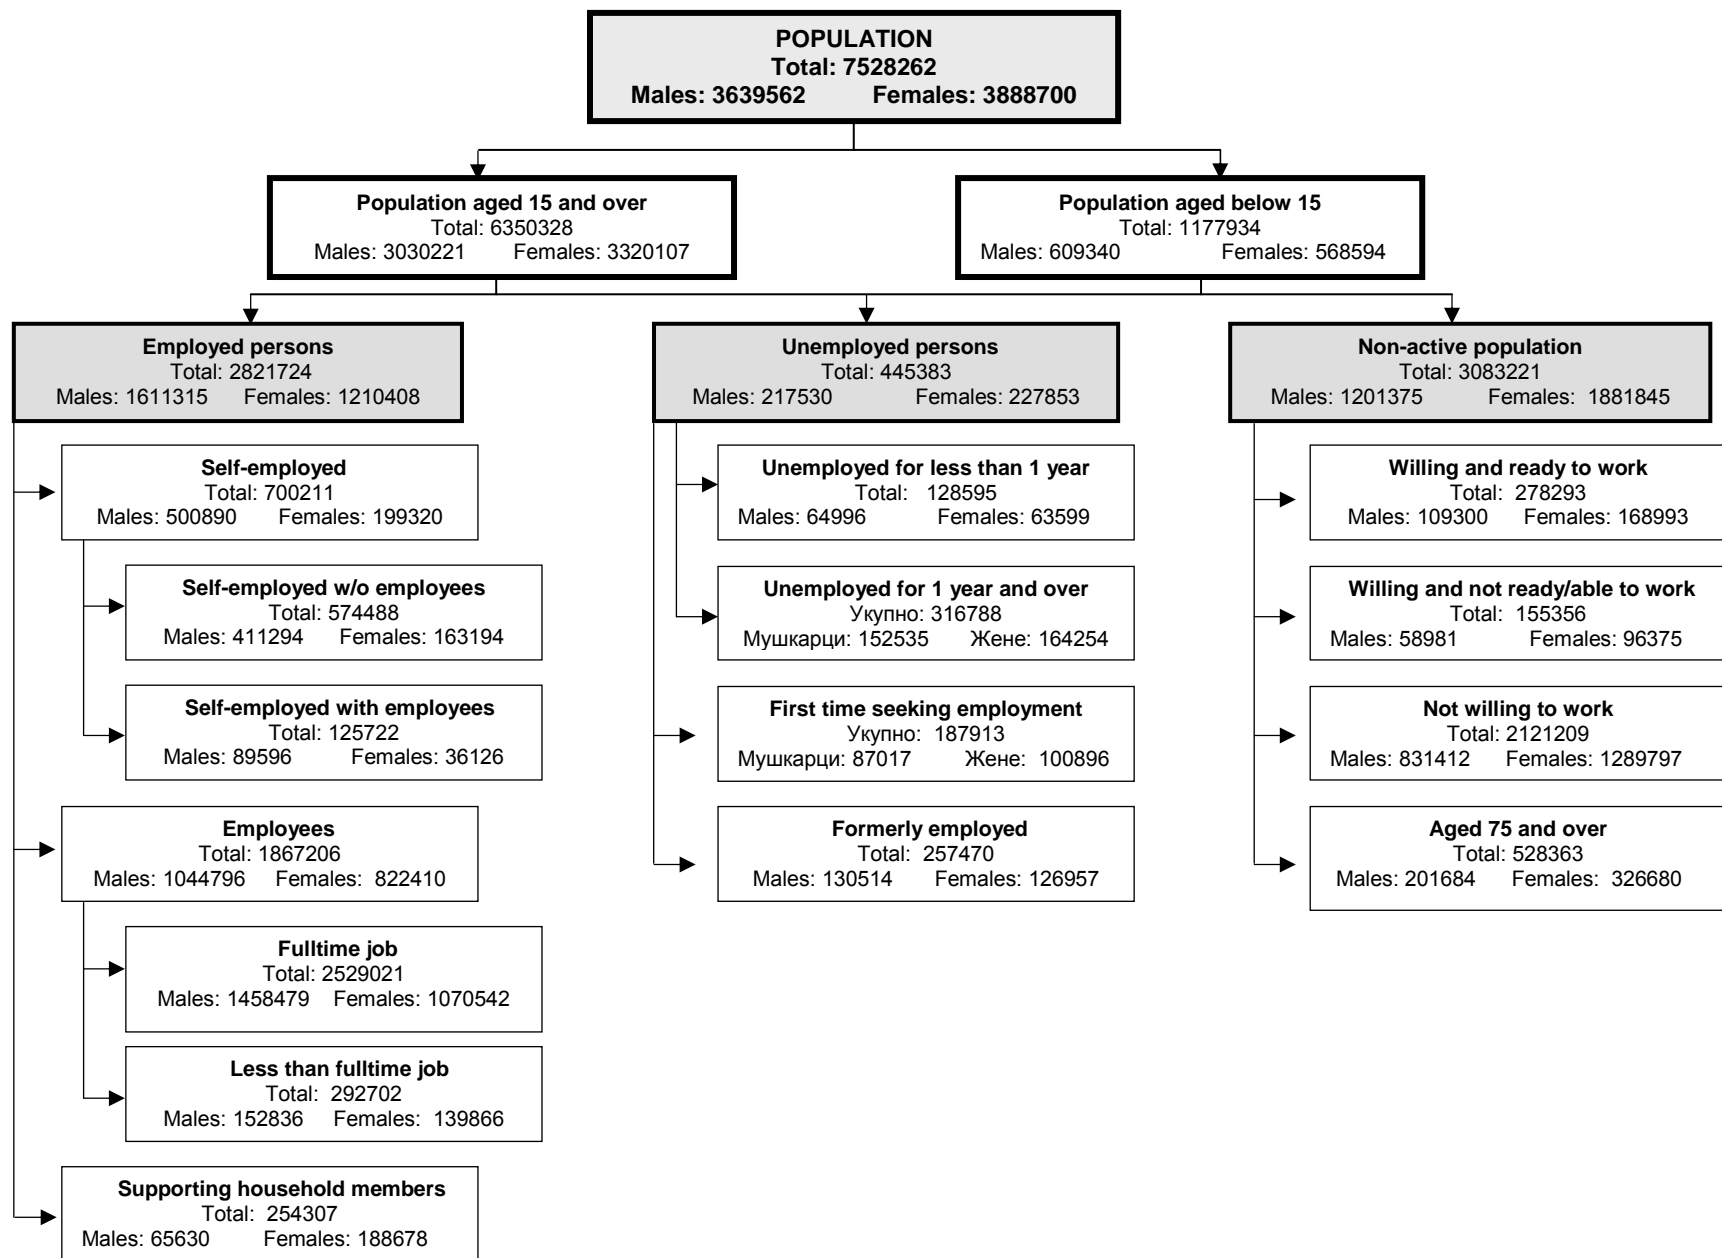 POPULATION
Total: 7528262
Males: 3639562 Females: 3888700
Population aged 15 and over
Total: 6350328
Males: 3030221 Females: 3320107
Population aged below 15
Total: 1177934
Males: 609340 Females: 568594
Employed persons
Total: 2821724
Males: 1611315 Females: 1210408
Unemployed persons
Total: 445383
Males: 217530 Females: 227853
Non-active population
Total: 3083221
Males: 1201375 Females: 1881845
Self-employed
Total: 700211
Males: 500890 Females: 199320
Self-employed w/o employees
Total: 574488
Males: 411294 Females: 163194
Self-employed with employees
Total: 125722
Males: 89596 Females: 36126
Employees
Total: 1867206
Males: 1044796 Females: 822410
Fulltime job
Total: 2529021
Males: 1458479 Females: 1070542
Less than fulltime job
Total: 292702
Males: 152836 Females: 139866
Supporting household members
Total: 254307
Males: 65630 Females: 188678
Unemployed for less than 1 year
Total: 128595
Males: 64996 Females: 63599
Unemployed for 1 year and over
Укупно: 316788
Мушкарци: 152535 Жене: 164254
First time seeking employment
Укупно: 187913
Мушкарци: 87017 Жене: 100896
Formerly employed
Total: 257470
Males: 130514 Females: 126957
Willing and ready to work
Total: 278293
Males: 109300 Females: 168993
Willing and not ready/able to work
Total: 155356
Males: 58981 Females: 96375
Not willing to work
Total: 2121209
Males: 831412 Females: 1289797
Aged 75 and over
Total: 528363
Males: 201684 Females: 326680